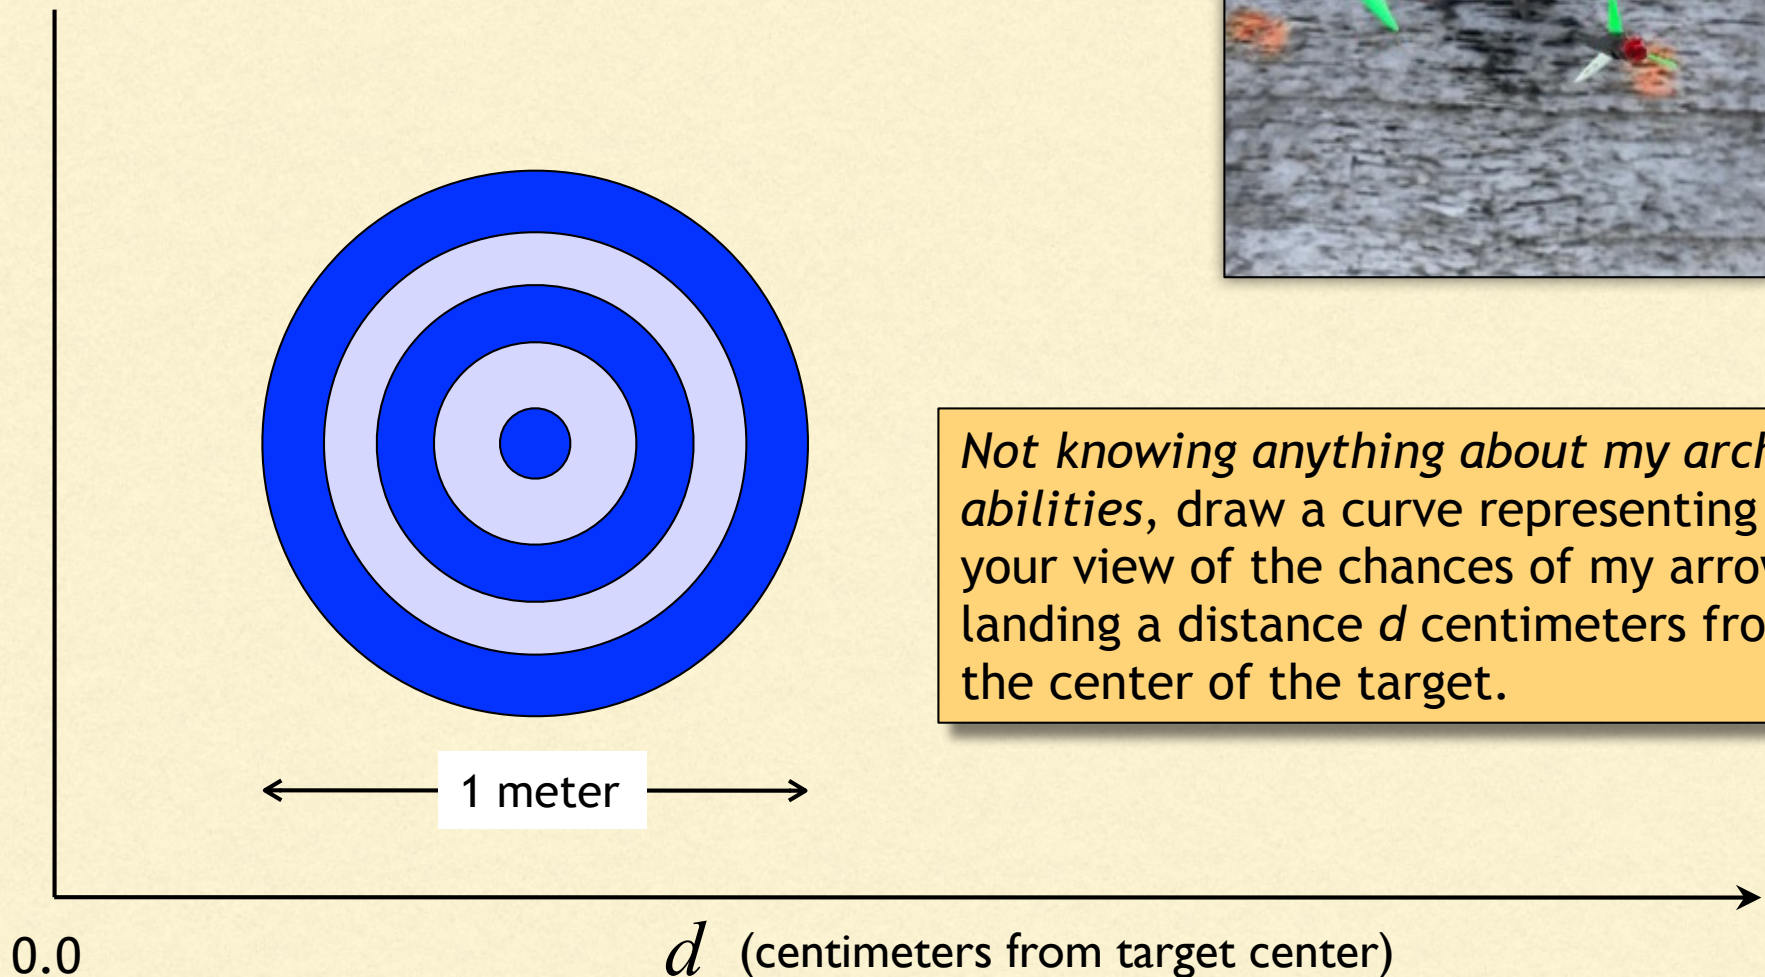 Not knowing anything about my arch
abilities, draw a curve representing
your view of the chances of my arrow
landing a distance d centimeters fro
the center of the target.
1 meter
0.0
d (centimeters from target center)